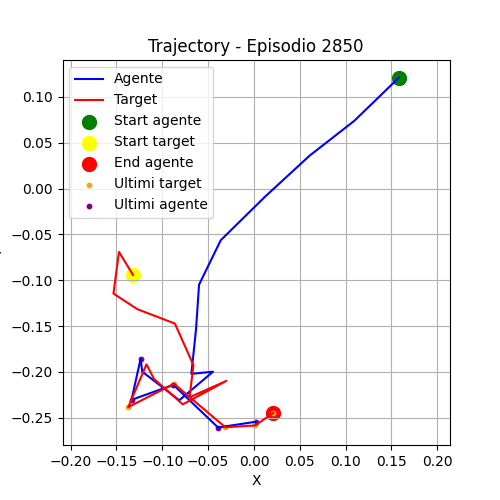 Trajectory - Episodio 2850
Agente
Target
Start agente
Start target
End agente
Ultimi target
Ultimi agente
0.10
0.05
0.00
−0.05
−0.10
−0.15
−0.20
−0.25
−0.20 −0.15 −0.10 −0.05 0.00 0.05 0.10 0.15 0.20
X